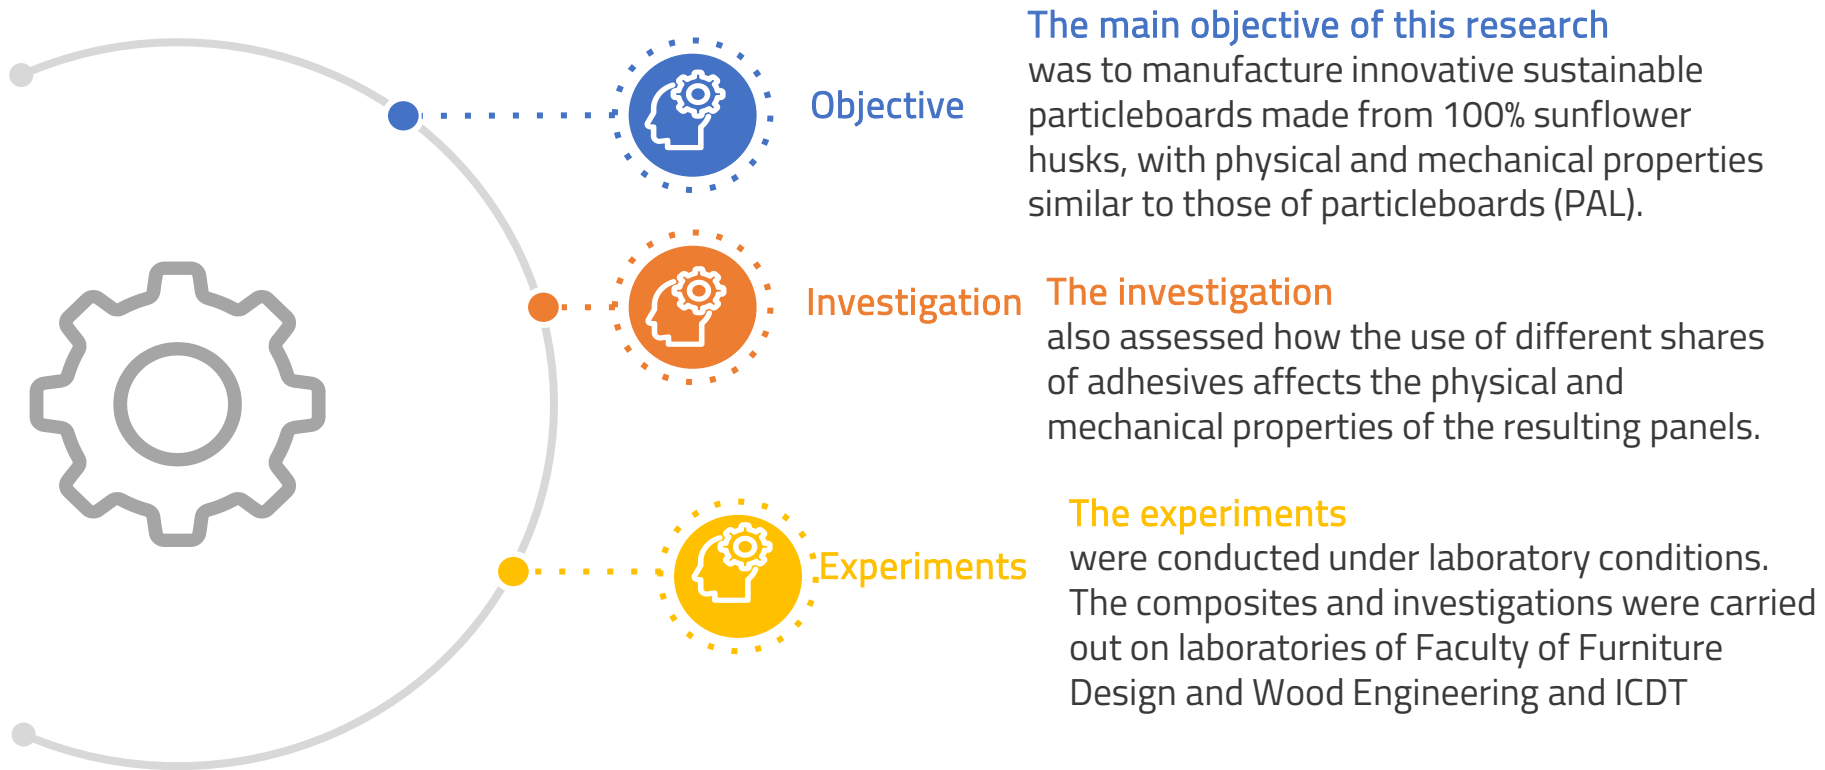 Objective
The main objective of this research
was to manufacture innovative sustainable
particleboards made from 100% sunflower
husks, with physical and mechanical properties
similar to those of particleboards (PAL).
Investigation
The investigation
also assessed how the use of different shares
of adhesives affects the physical and
mechanical properties of the resulting panels.
Experiments
The experiments
were conducted under laboratory conditions.
The composites and investigations were carried
out on laboratories of Faculty of Furniture
Design and Wood Engineering and ICDT